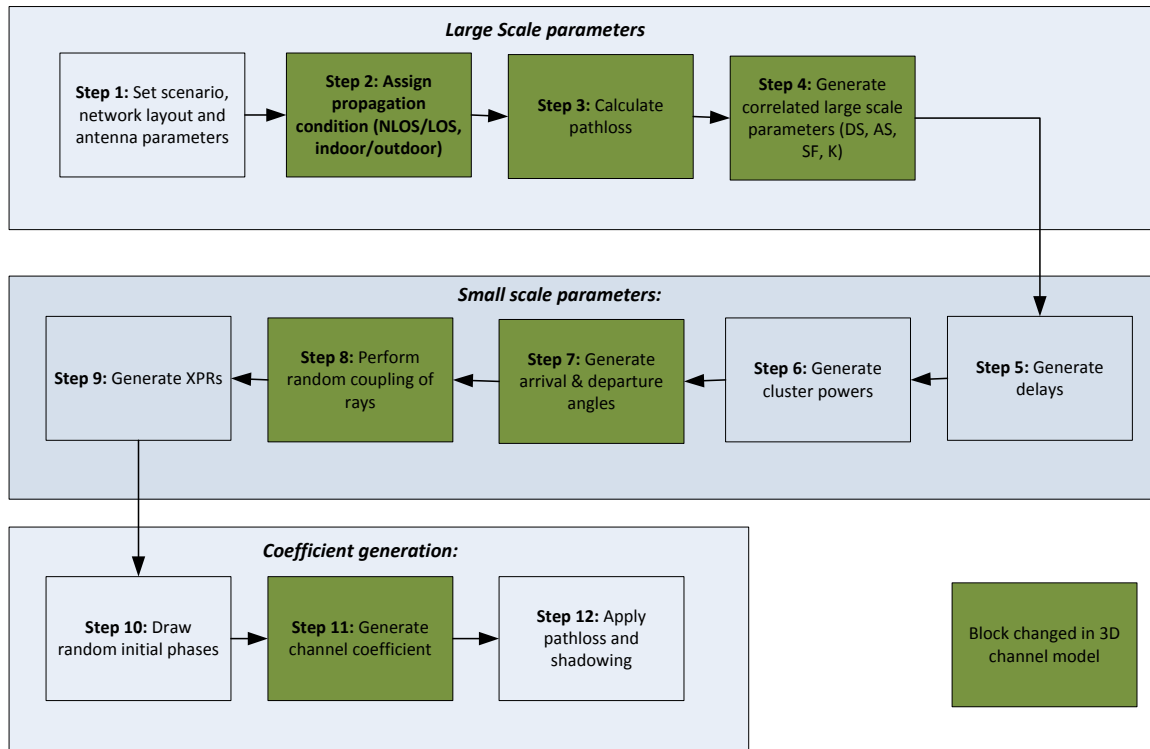 Large Scale parameters
Step 1: Set scenario,
network layout and
antenna parameters
Step 2: Assign
propagation
condition (NLOS/LOS,
indoor/outdoor)
Step 3: Calculate
pathloss
Step 4: Generate
correlated large scale
parameters (DS, AS,
SF, K)
Small scale parameters:
Step 9: Generate XPRs
Step 8: Perform
random coupling of
rays
Step 7: Generate
arrival & departure
angles
Step 6: Generate
cluster powers
Step 5: Generate
delays
Coefficient generation:
Step 10: Draw
random initial phases
Step 11: Generate
channel coefficient
Step 12: Apply
pathloss and
shadowing
Block changed in 3D
channel model